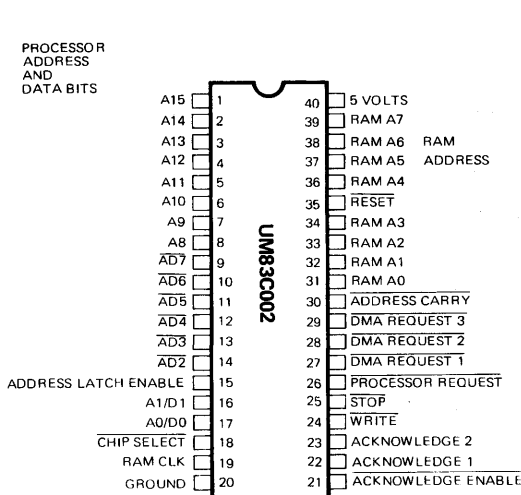 PROCESSOR
ADDRESS
AND
DATA BITS
A15 1
A14 2
A13 3
A12 4
A11 5
A10 6
A9 7
A8 8
AD7 9
AD6 10
AD5 11
AD4 12
AD3 13
AD2 14
ADDRESS LATCH ENABLE 15
A1/D1 16
A0/D0 17
CHIP SELECT 18
RAM CLK 19
GROUND 20
UM83C002
40 5 VOLTS
39 RAM A7
38 RAM A6 RAM
37 RAM A5 ADDRESS
36 RAM A4
35 RESET
34 RAM A3
33 RAM A2
32 RAM A1
31 RAM A0
30 ADDRESS CARRY
29 DMA REQUEST 3
28 DMA REQUEST 2
27 DMA REQUEST 1
26 PROCESSOR REQUEST
25 STOP
24 WRITE
23 ACKNOWLEDGE 2
22 ACKNOWLEDGE 1
21 ACKNOWLEDGE ENABLE